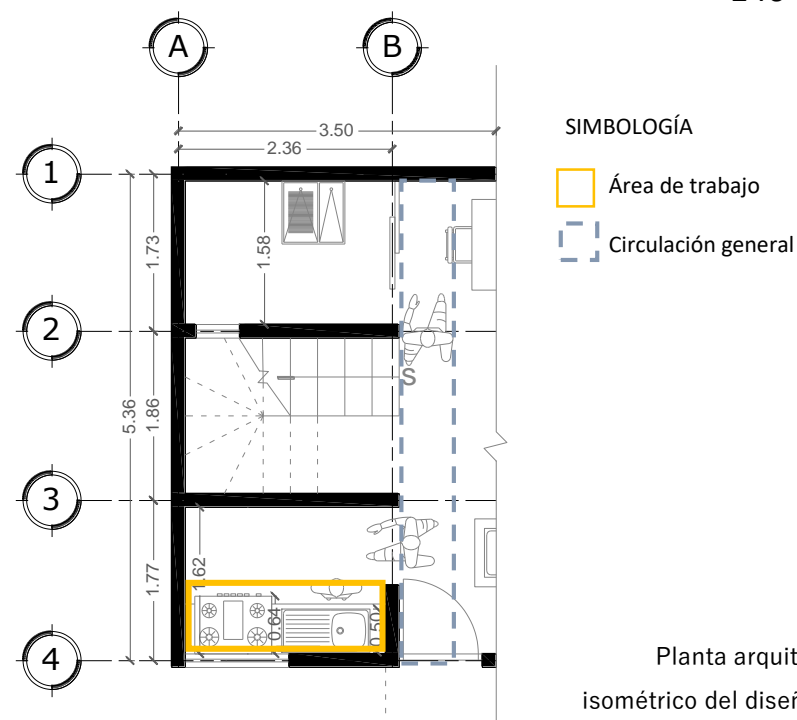 A B
3.50
2.36
SIMBOLOGÍA
1
Área de trabajo
Circulación general
1.73
1.58
2
S
5.36
1.86
3
1.62
1.77
0.64
0.50
4
Planta arquit
isométrico del diseñ